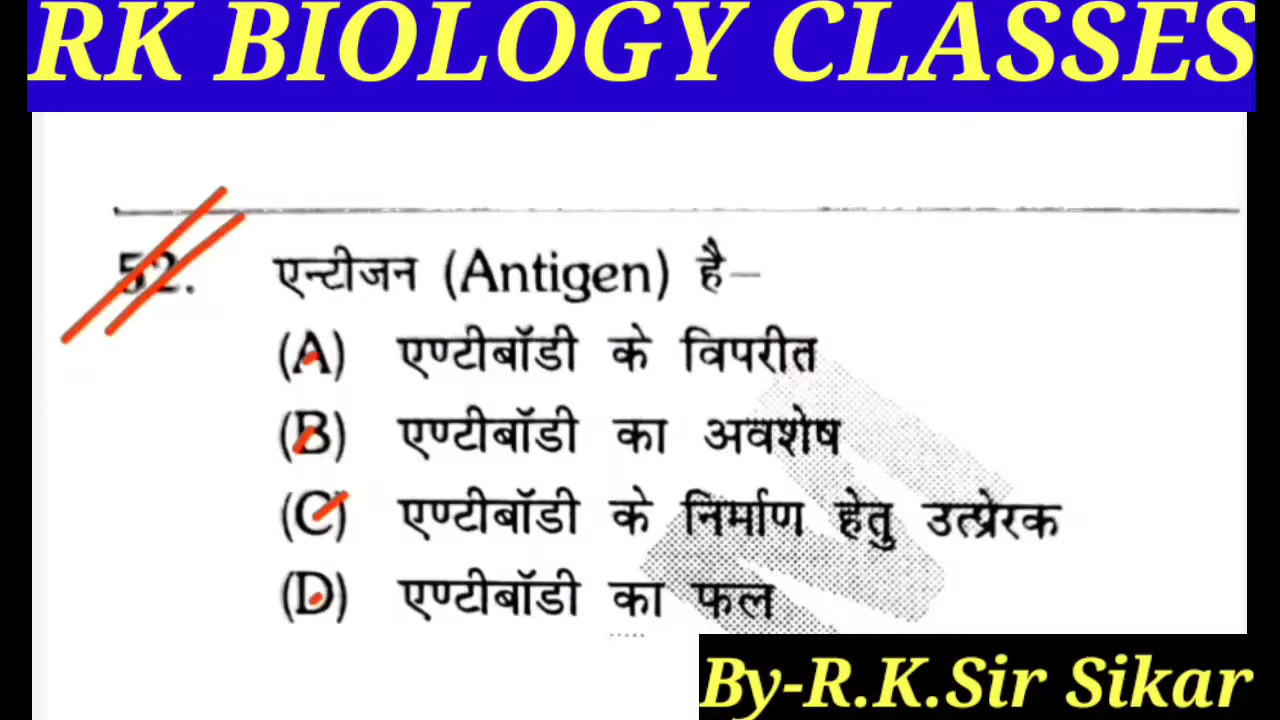 RK BIOLOGY CLASSES
52. एन्टीजन (Antigen) है–
(A) एण्टीबॉडी के विपरीत
(B) एण्टीबॉडी का अवशेष
(C) एण्टीबॉडी के निर्माण हेतु उत्प्रेरक
(D) एण्टीबॉडी का फल
By-R.K.Sir Sikar